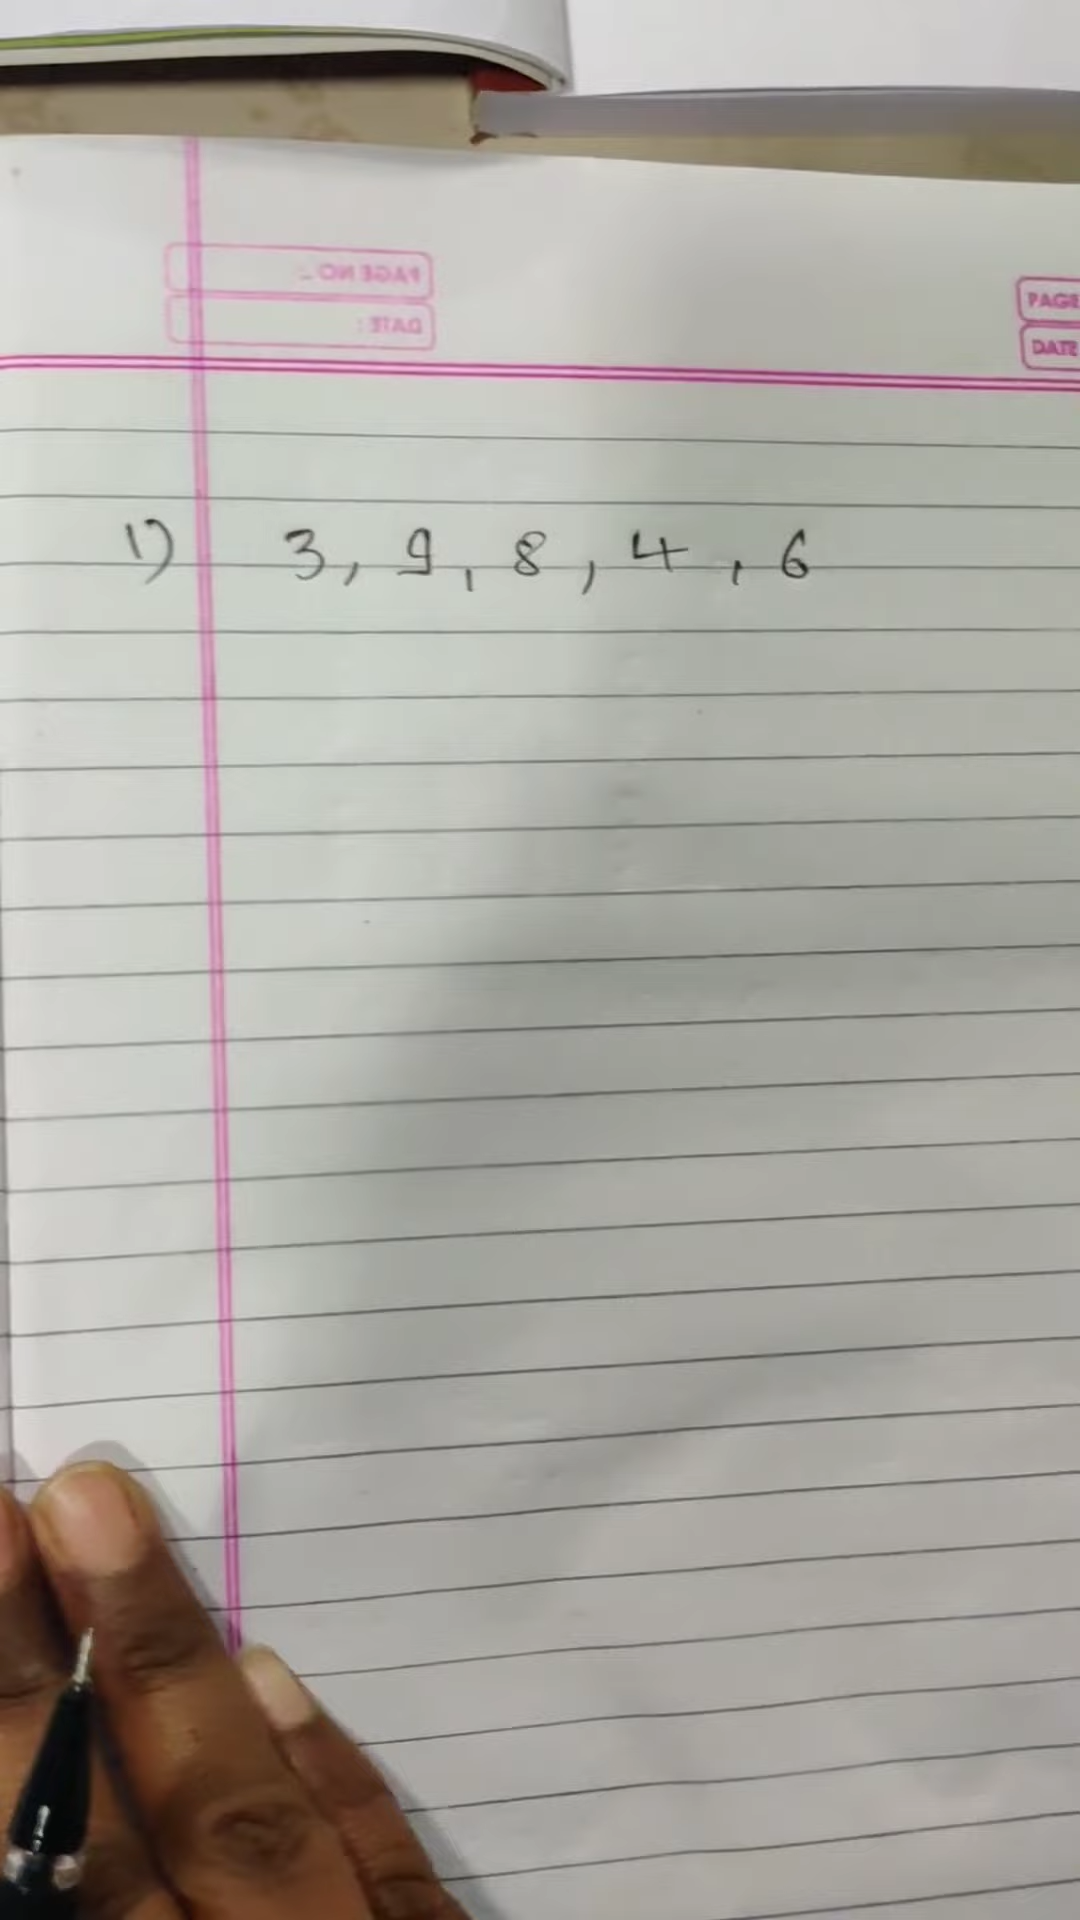 PAGE NO.:
DATE:
PAGE
DATE
1) 3, 9, 8, 4, 6